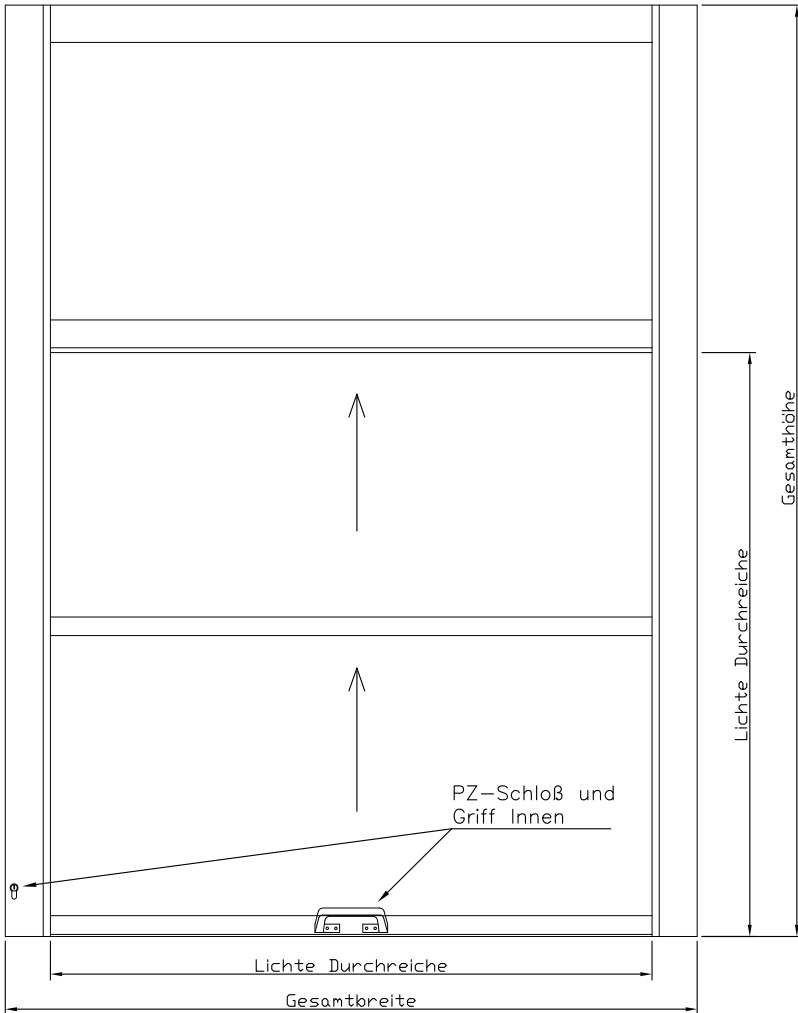 Gesamthöhe
Lichte Durchreiche
PZ-Schloß und
Griff Innen
Lichte Durchreiche
Gesamtbreite